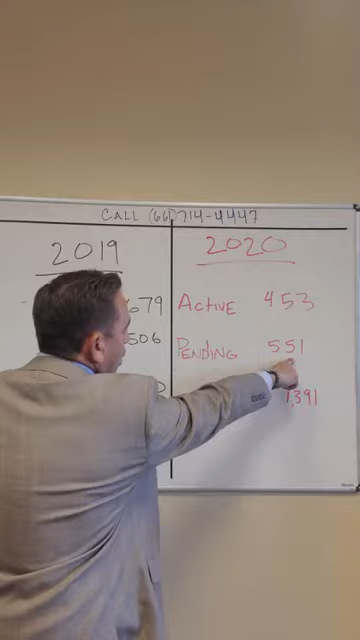 CALL (661)714-4447
2019
2020
679
Active 453
506
Pending 551
1,391